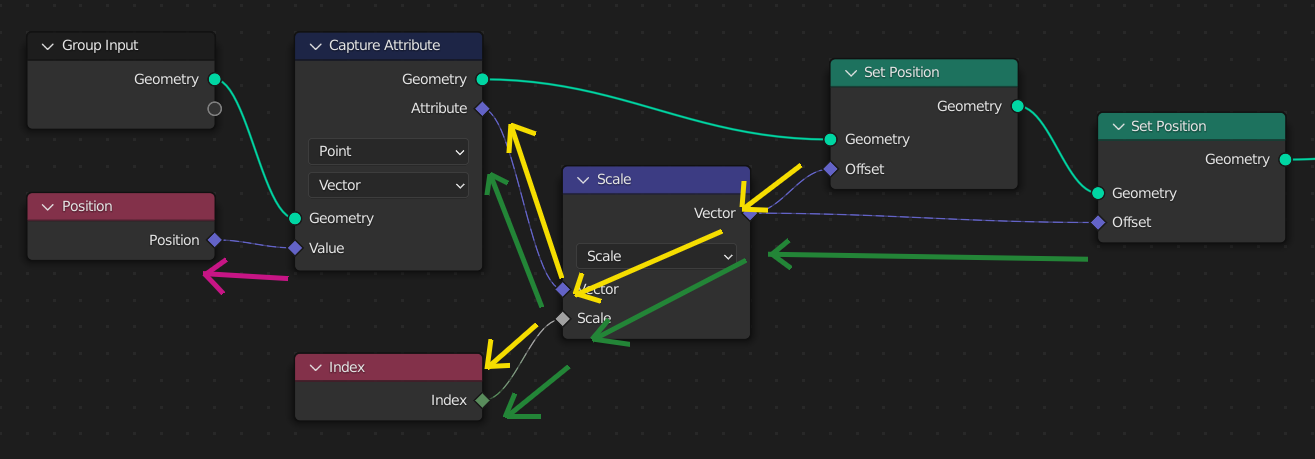 Group Input
Geometry
Position
Position
Capture Attribute
Geometry
Attribute
Point
Vector
Geometry
Value
Index
Index
Scale
Vector
Scale
Vector
Scale
Set Position
Geometry
Geometry
Offset
Set Position
Geometry
Geometry
Offset